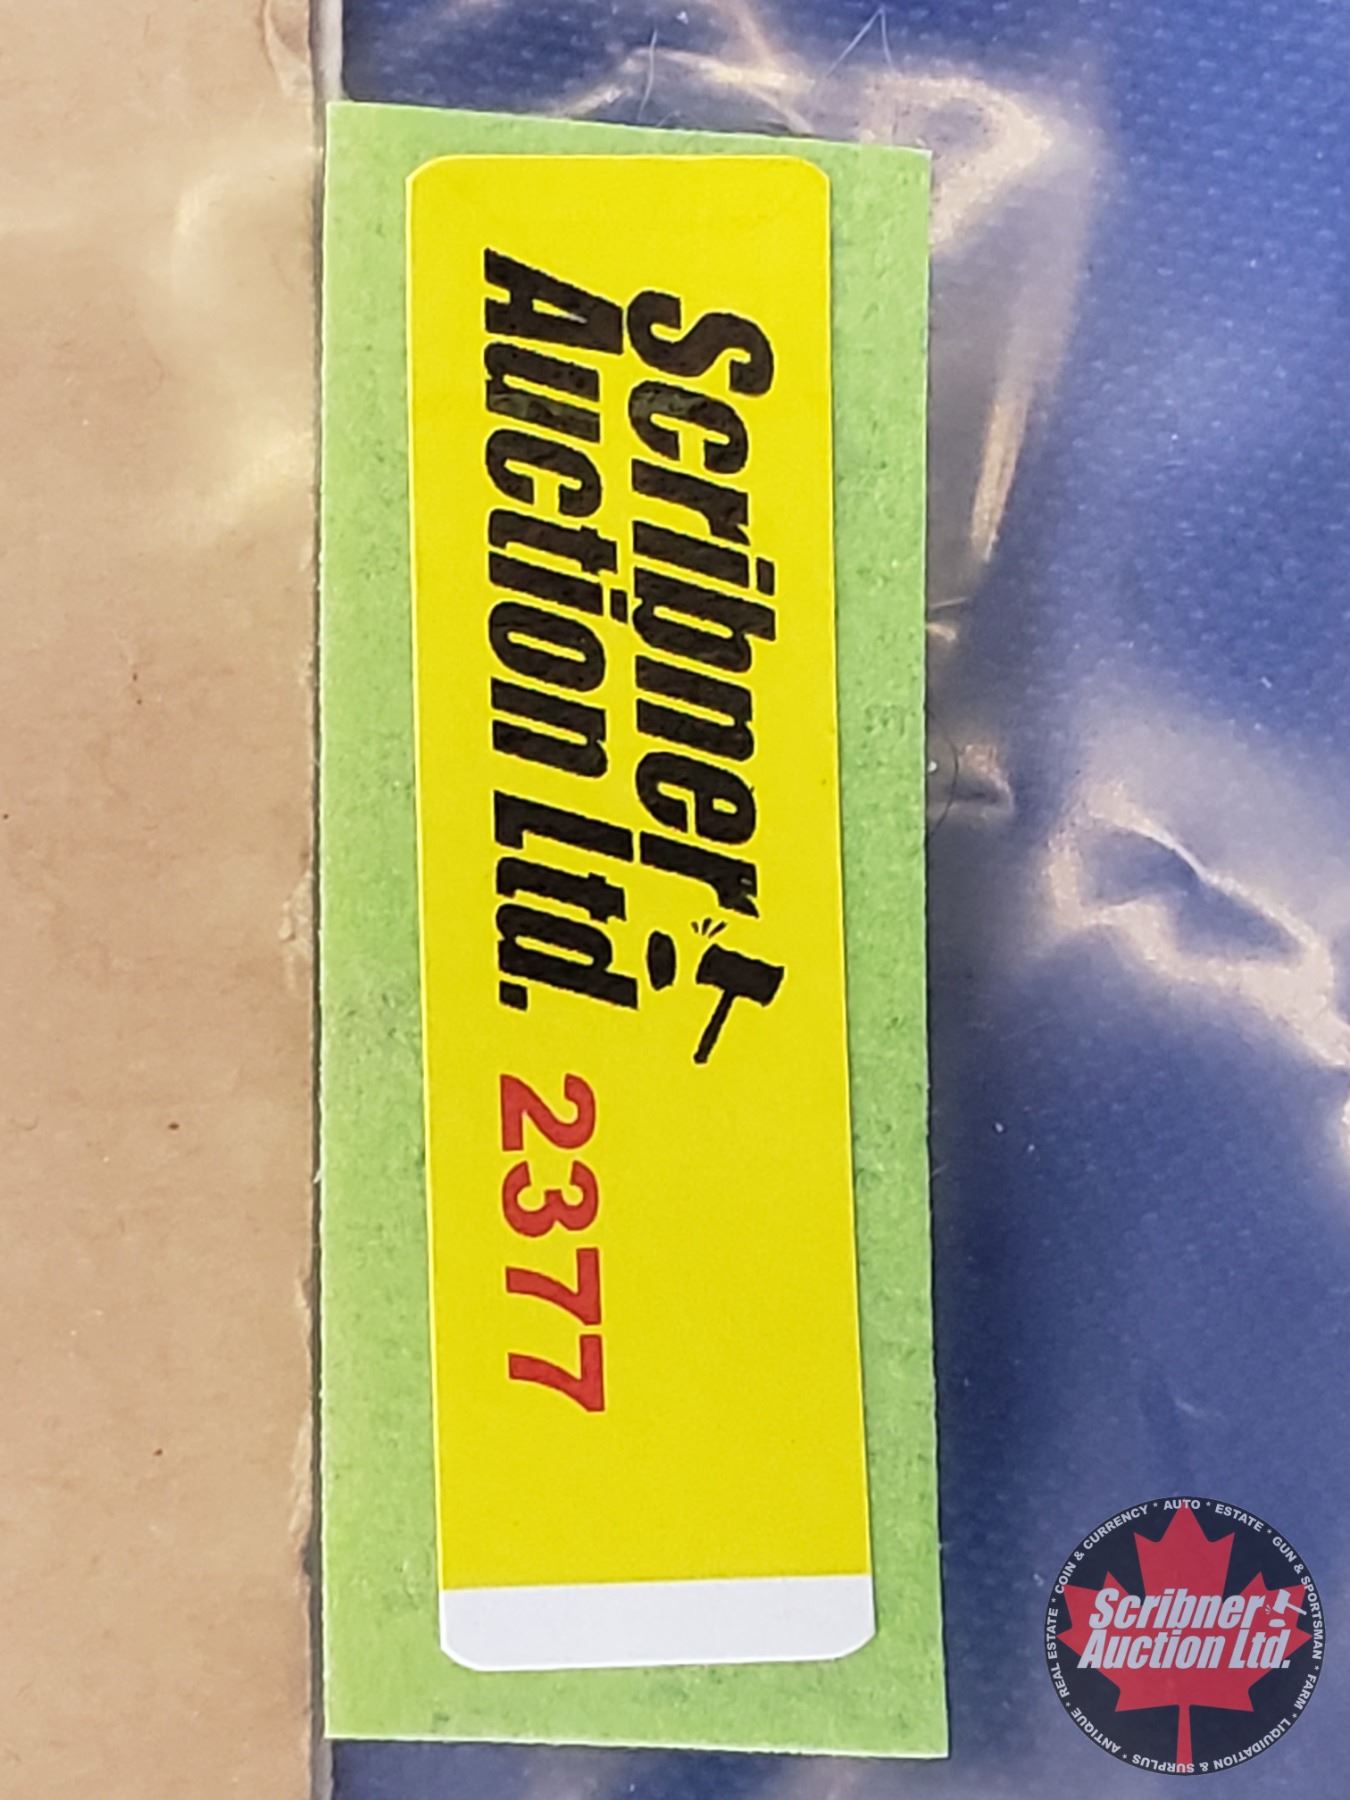 Scribner
Auction Ltd. 2377
COIN & CURRENCY * AUTO * ESTATE * GUN & SPORTSMAN * FARM * LIQUIDATION & SURPLUS * ANTIQUE * REAL ESTATE *
Scribner
Auction Ltd.